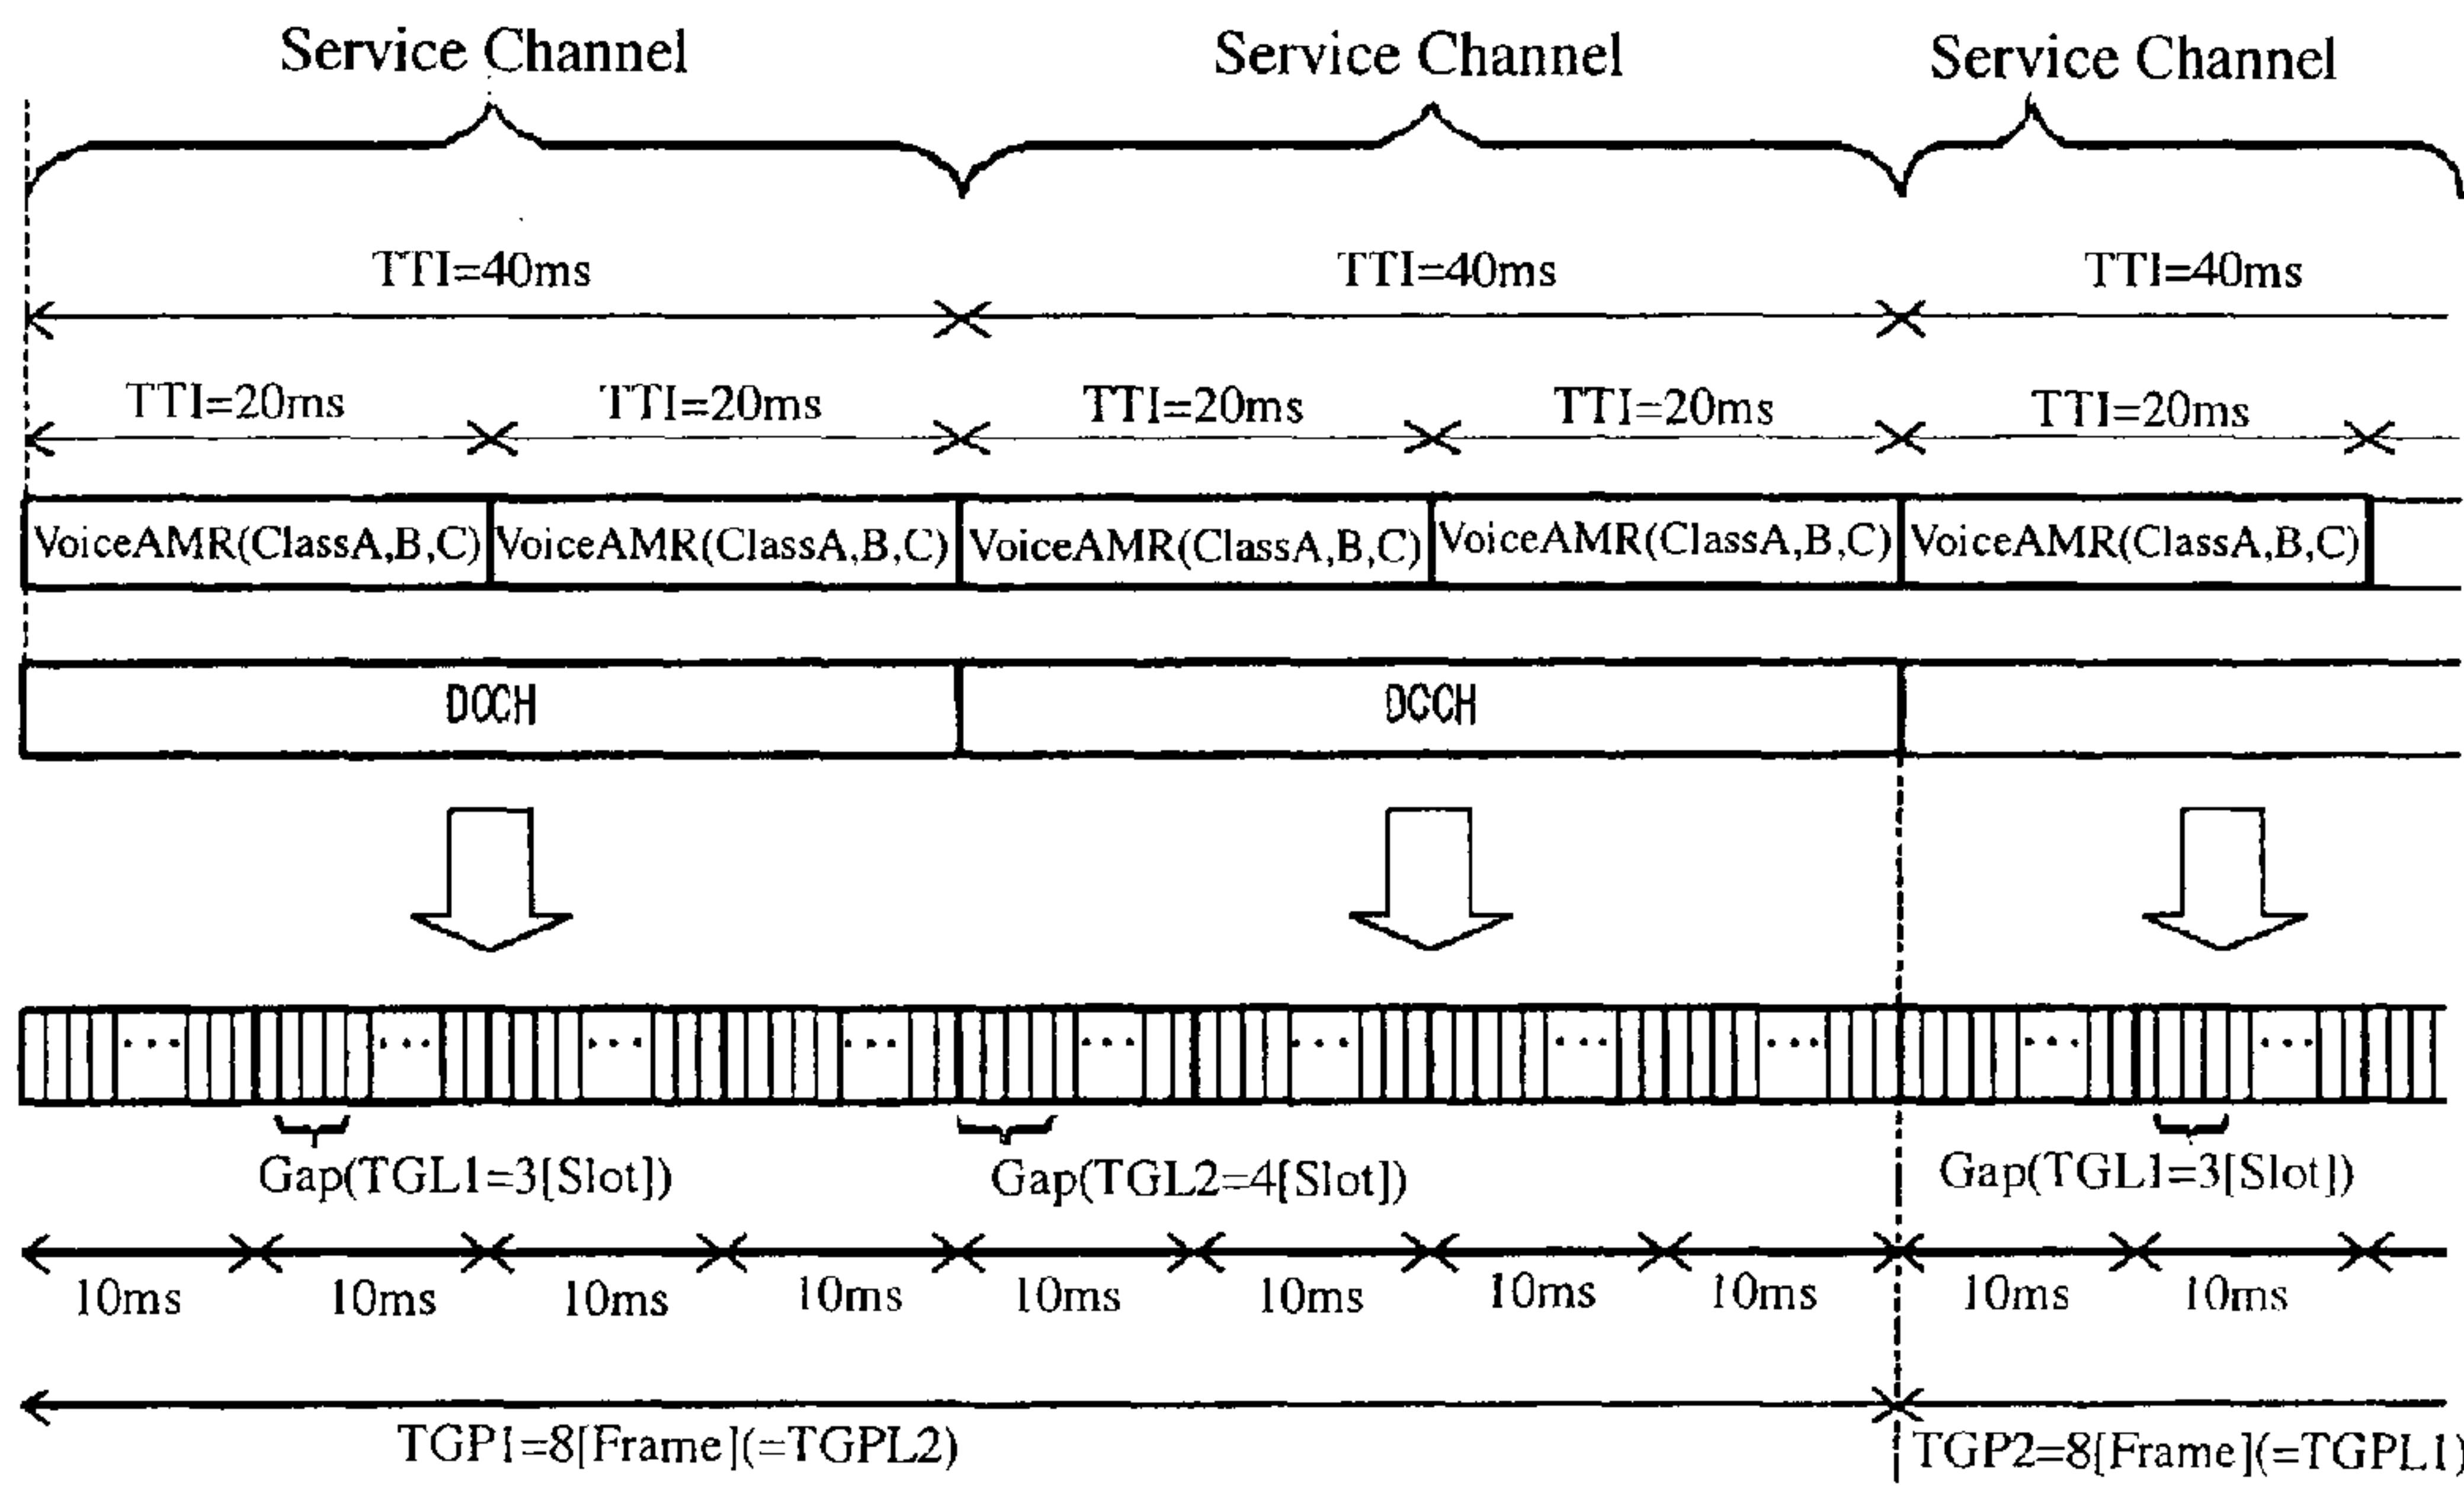 Service Channel
Service Channel
Service Channel
TTI=40ms
TTI=40ms
TTI=40ms
TTI=20ms
TTI=20ms
TTI=20ms
TTI=20ms
TTI=20ms
VoiceAMR(ClassA,B,C)
VoiceAMR(ClassA,B,C)
VoiceAMR(ClassA,B,C)
VoiceAMR(ClassA,B,C)
VoiceAMR(ClassA,B,C)
DCCH
DCCH
...
...
...
...
...
...
...
...
...
...
Gap(TGL1=3[Slot])
Gap(TGL2=4[Slot])
Gap(TGL1=3[Slot])
10ms
10ms
10ms
10ms
10ms
10ms
10ms
10ms
10ms
10ms
TGP1=8[Frame](=TGPL2)
TGP2=8[Frame](=TGPL1)